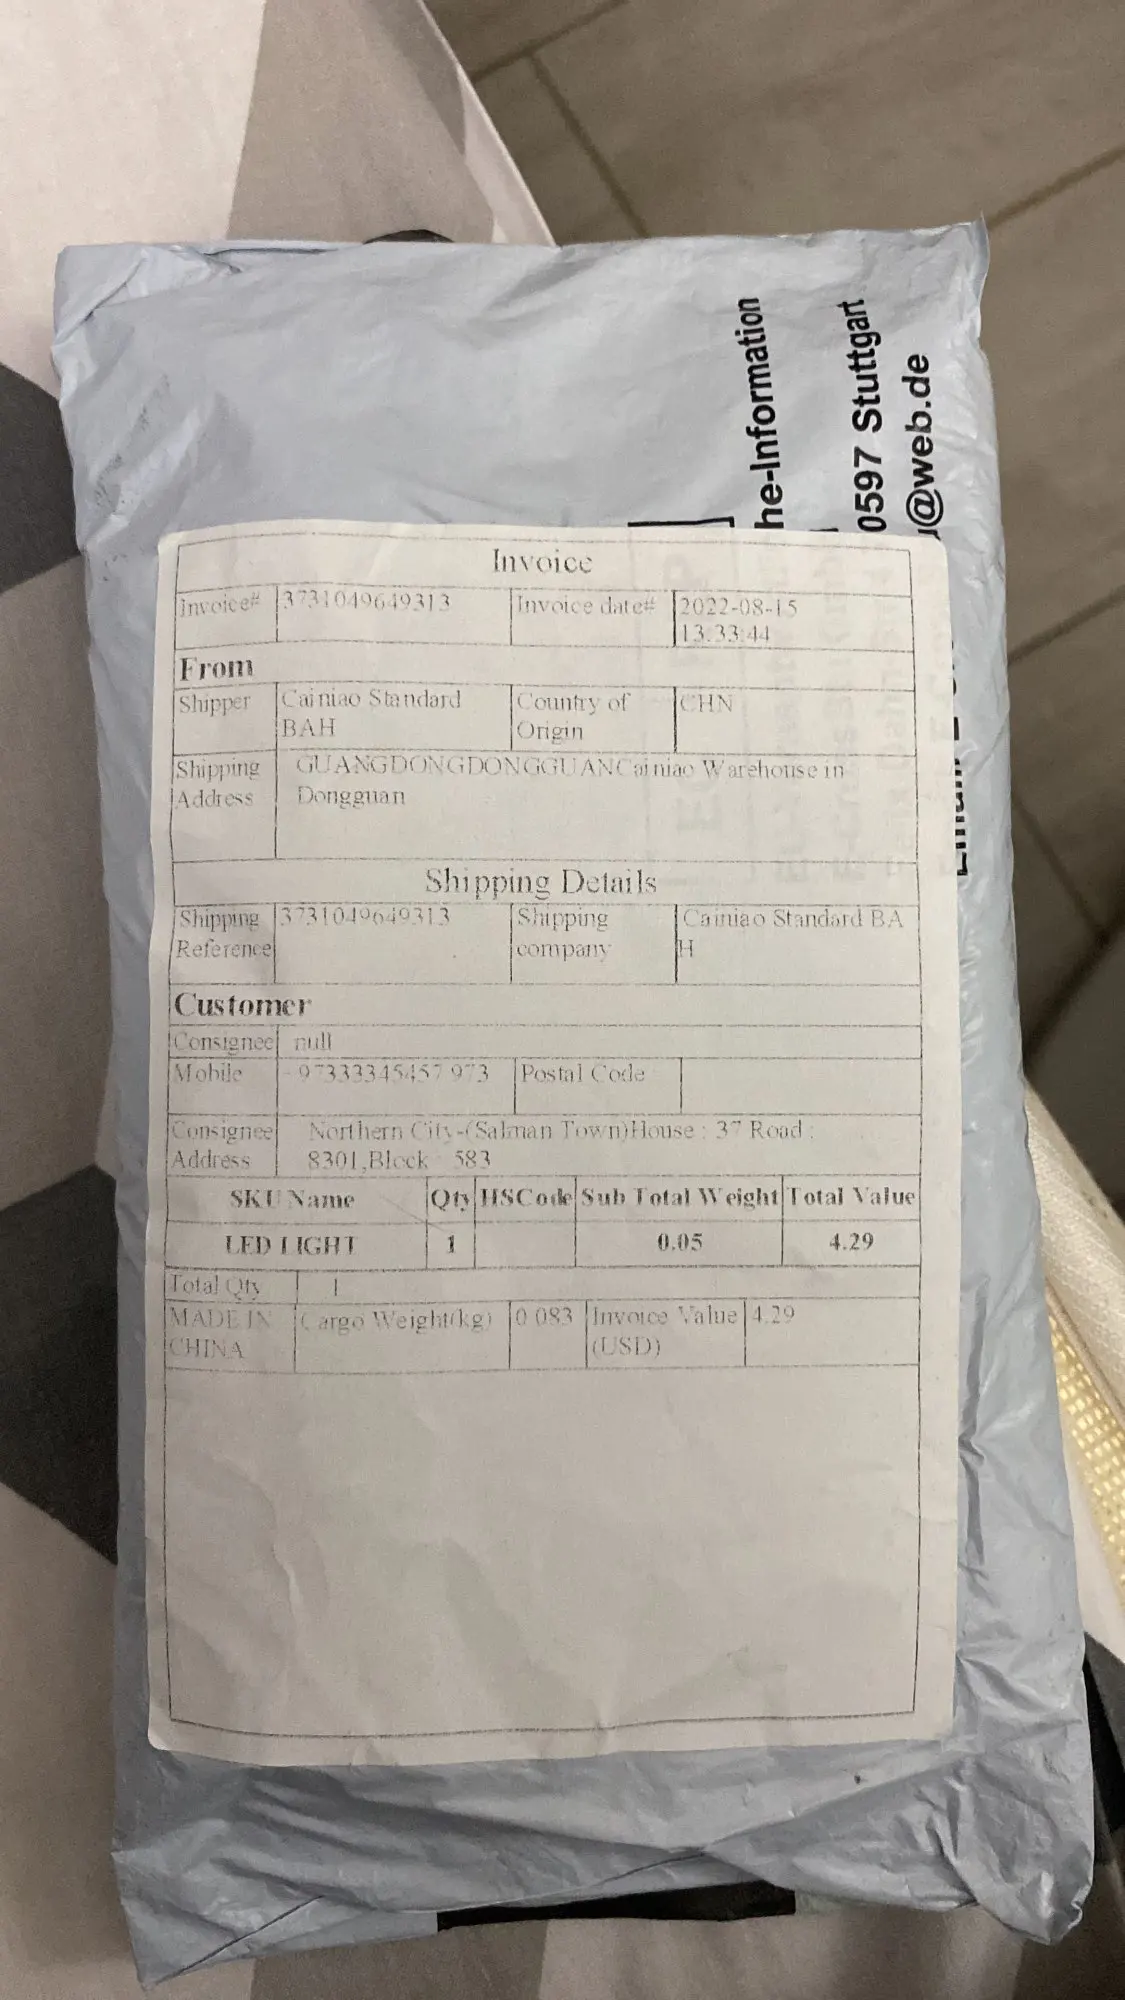 he-Information
0597 Stuttgart
@web.de
Invoice
Invoice# 3731049649313 Invoice date# 2022-08-15
13:33:44
From
Shipper Cainiao Standard Country of CHN
BAH Origin
Shipping GUANGDONGDONGGUANCainiao Warehouse in
Address Dongguan
Shipping Details
Shipping 3731049649313 Shipping Cainiao Standard BA
Reference company H
Customer
Consignee null
Mobile 97333345457 973 Postal Code
Consignee Northern City-(Salman Town)House : 37 Road :
Address 8301,Block 583
SKU Name Qty HSCode Sub Total Weight Total Value
LED LIGHT 1 0.05 4.29
Total Qty 1
MADE IN Cargo Weight(kg) 0.083 Invoice Value 4.29
CHINA (USD)